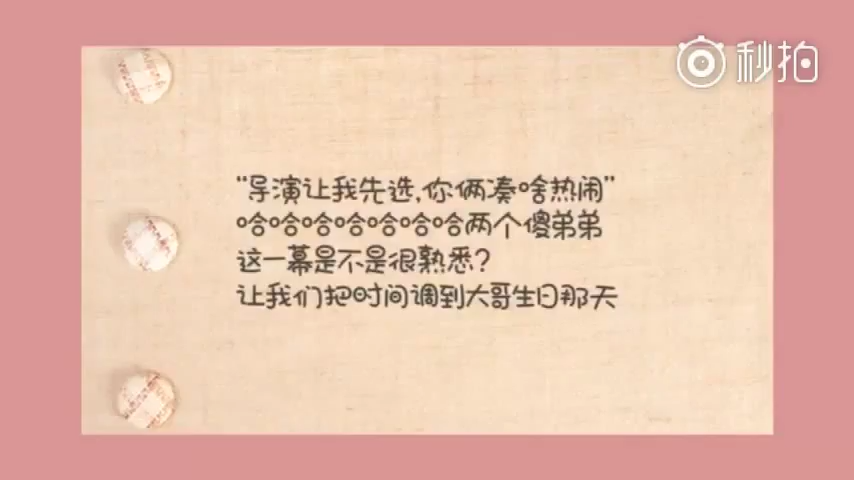 秒拍
“导演让我先选,你俩凑啥热闹”
哈哈哈哈哈哈哈两个傻弟弟
这一幕是不是很熟悉?
让我们把时间调到大哥生日那天